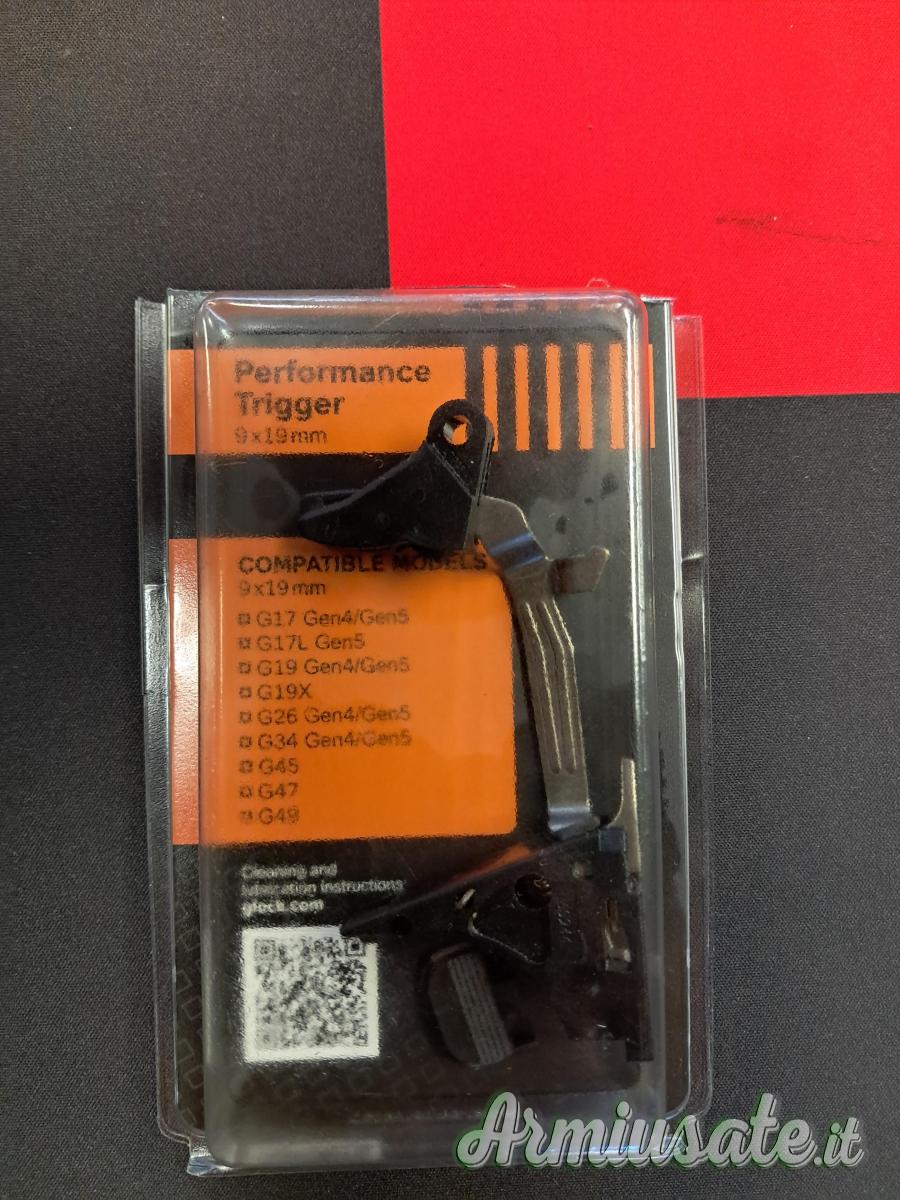 Performance
Trigger
9x19mm
COMPATIBLE MODELS
9x19mm
G17 Gen4/Gen5
G17L Gen5
G19 Gen4/Gen5
G19X
G26 Gen4/Gen5
G34 Gen4/Gen5
G45
G47
G49
Cleaning and
lubrication instructions
glock.com
Armiusate.it